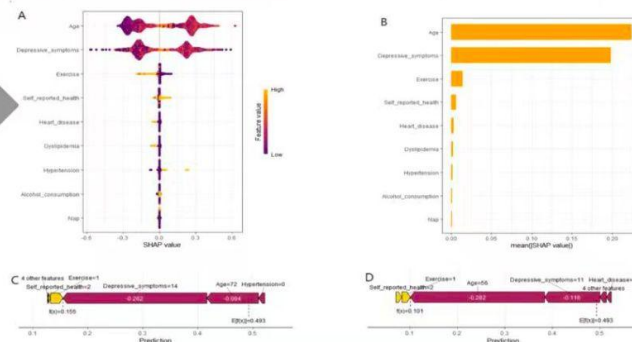 A
Age
Depressive_symptoms
Exercise
Self_reported_health
Heart_disease
Dyslipidemia
Hypertension
Alcohol_consumption
Nap
-0.6 -0.3 0.0 0.3 0.6
SHAP value
High
Feature value
Low
B
Age
Depressive_symptoms
Exercise
Self_reported_health
Heart_disease
Dyslipidemia
Hypertension
Alcohol_consumption
Nap
0.00 0.05 0.10 0.15 0.20
mean(|SHAP value|)
C
4 other features Exercise=1
Self_reported_health=2 Depressive_symptoms=14 Age=72 Hypertension=0
f(x)=0.156
E[f(x)]=0.493
0.1 0.2 0.3 0.4 0.5
Prediction
D
Exercise=1 Age=56 Depressive_symptoms=11 Heart_disease=
Self_reported_health=2 4 other features
-0.282 -0.116
f(x)=0.101
E[f(x)]=0.493
0.1 0.2 0.3 0.4 0.5
Prediction